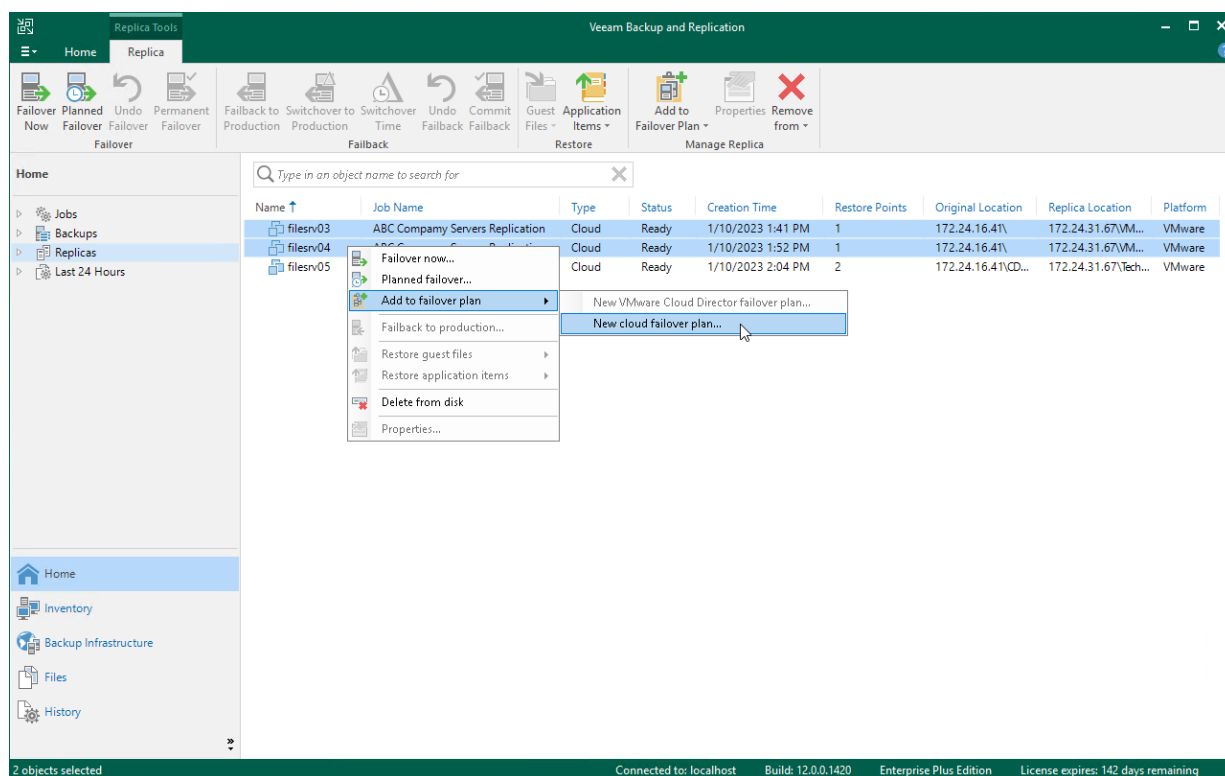 Replica Tools
Veeam Backup and Replication
Home Replica
Failover Now
Planned Failover
Undo Failover
Permanent Failover
Failback to Production
Switchover to Production
Switchover Time
Undo Failback
Commit Failback
Guest Files
Application Items
Add to Failover Plan
Properties
Remove from
Failover Failback Restore Manage Replica
Home
Type in an object name to search for
Jobs
Backups
Replicas
Last 24 Hours
Name Job Name Type Status Creation Time Restore Points Original Location Replica Location Platform
filesrv03 ABC Compamy Servers Replication Cloud Ready 1/10/2023 1:41 PM 1 172.24.16.41\ 172.24.31.67\VM... VMware
filesrv04 Cloud Ready 1/10/2023 1:52 PM 1 172.24.16.41\ 172.24.31.67\VM... VMware
filesrv05 Cloud Ready 1/10/2023 2:04 PM 2 172.24.16.41\CD... 172.24.31.67\Tech... VMware
Failover now...
Planned failover...
Add to failover plan
New VMware Cloud Director failover plan...
New cloud failover plan...
Failback to production...
Restore guest files
Restore application items
Delete from disk
Properties...
Home
Inventory
Backup Infrastructure
Files
History
2 objects selected
Connected to: localhost Build: 12.0.0.1420 Enterprise Plus Edition License expires: 142 days remaining